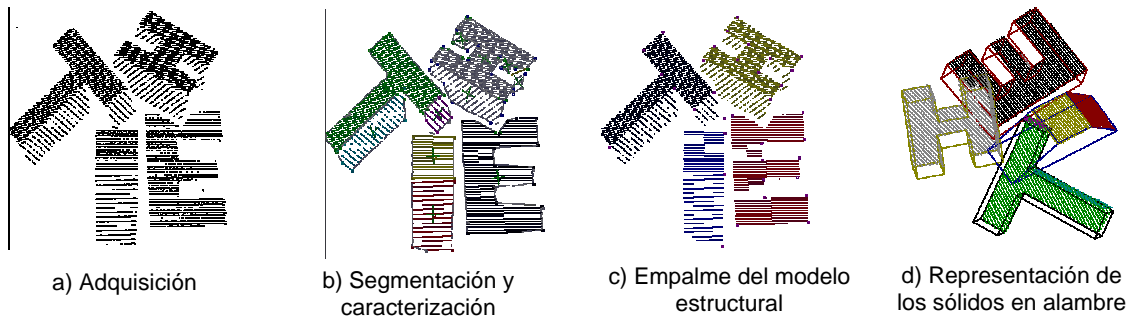 a) Adquisición
b) Segmentación y
caracterización
c) Empalme del modelo
estructural
d) Representación de
los sólidos en alambre